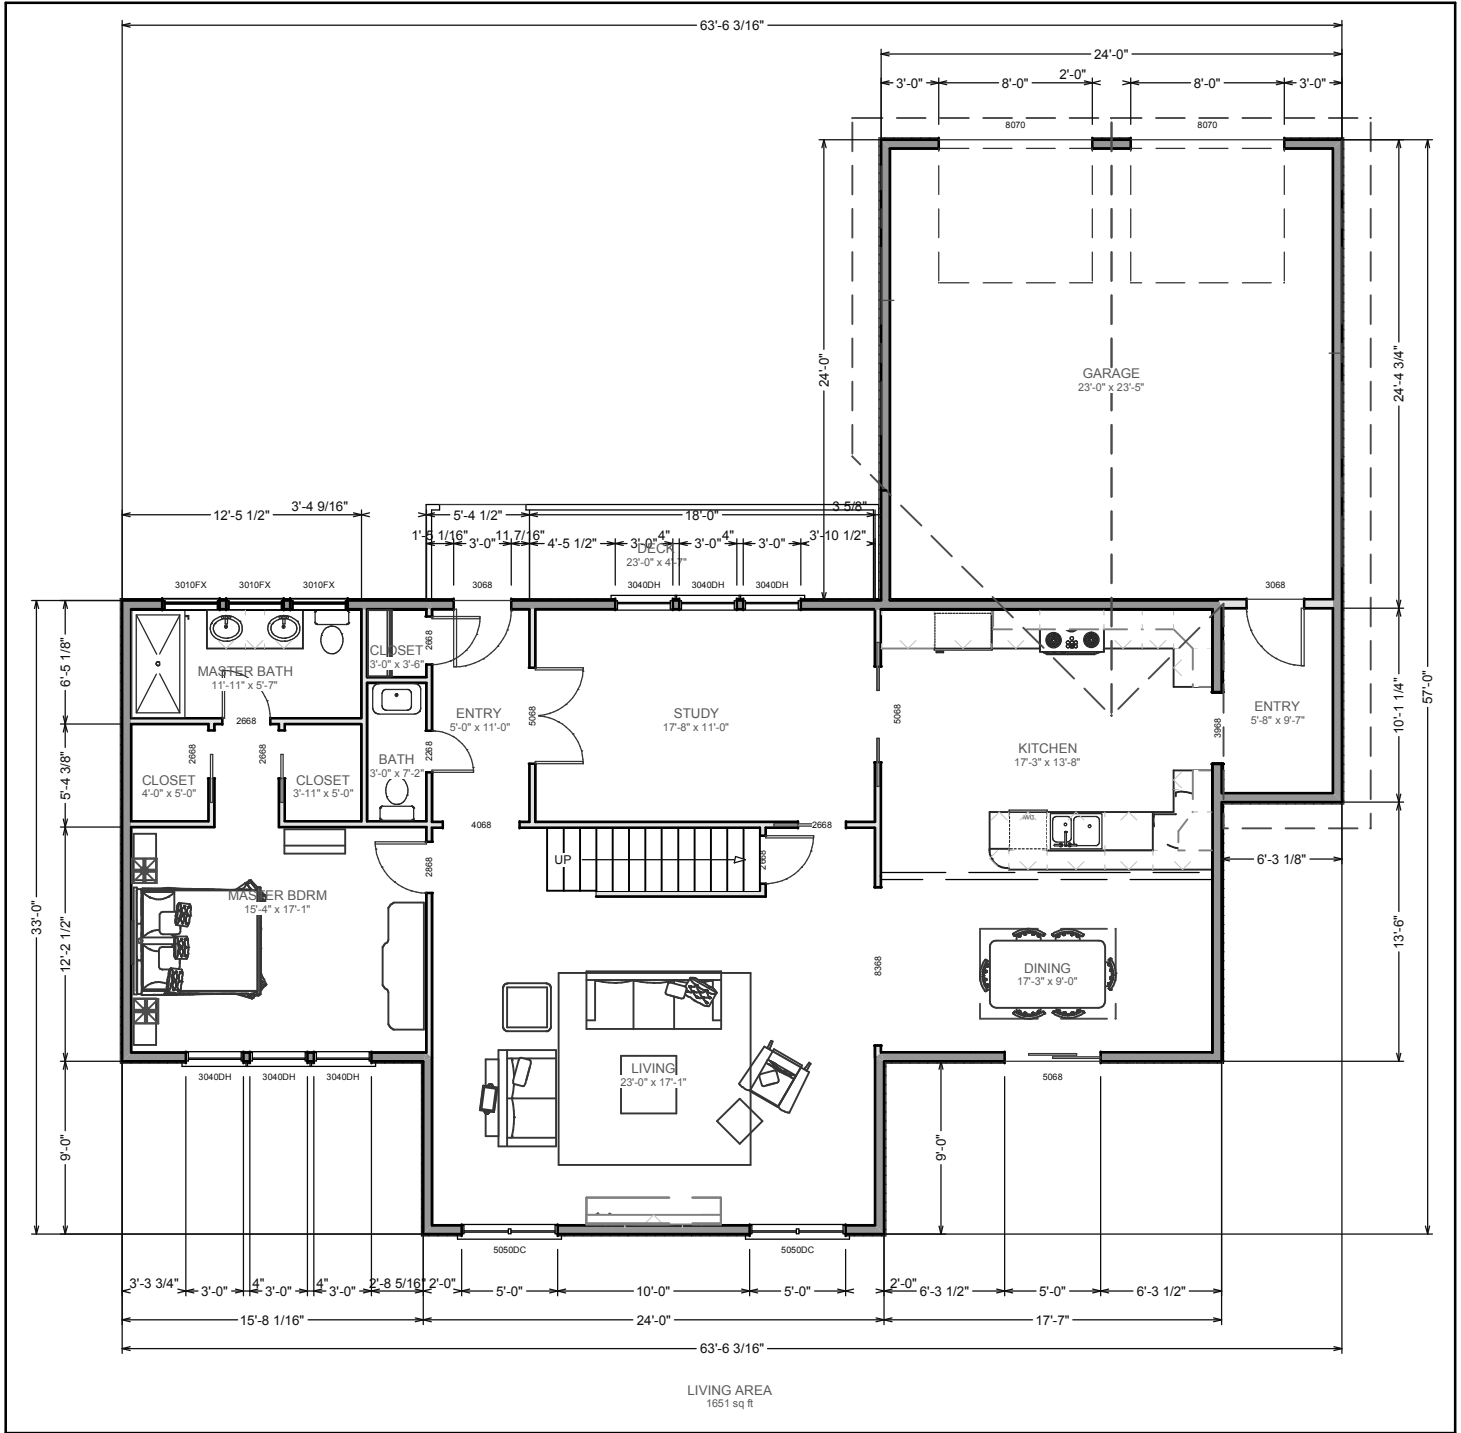 63'-6 3/16"
24'-0"
3'-0" 8'-0" 2'-0" 8'-0" 3'-0"
8070 8070
24'-0"
GARAGE
23'-0" x 23'-5"
24'-4 3/4"
57'-0"
12'-5 1/2" 3'-4 9/16" 5'-4 1/2" 18'-0" 3 5/8"
1'-5 1/16" 3'-0" 11 7/16" 4'-5 1/2" 3'-0" 4" 3'-0" 4" 3'-0" 3'-10 1/2"
DECK
23'-0" x 4'-7"
3010FX 3010FX 3010FX 3068 3040DH 3040DH 3040DH 3068
6'-5 1/8"
MASTER BATH
11'-11" x 5'-7"
2668
CLOSET
3'-0" x 3'-6"
2668
ENTRY
5'-0" x 11'-0"
5068
STUDY
17'-8" x 11'-0"
5068
KITCHEN
17'-3" x 13'-8"
3968
ENTRY
5'-8" x 9'-7"
10'-1 1/4"
5'-4 3/8"
2668 2668
CLOSET
4'-0" x 5'-0"
CLOSET
3'-11" x 5'-0"
BATH
3'-0" x 7'-2"
2268
4068 2668
UP
2668
2868
6'-3 1/8"
33'-0"
12'-2 1/2"
MASTER BDRM
15'-4" x 17'-1"
8368
DINING
17'-3" x 9'-0"
13'-6"
3040DH 3040DH 3040DH
LIVING
23'-0" x 17'-1"
5068
9'-0" 9'-0"
5050DC 5050DC
3'-3 3/4" 3'-0" 4" 3'-0" 4" 3'-0" 2'-8 5/16" 2'-0" 5'-0" 10'-0" 5'-0" 2'-0" 6'-3 1/2" 5'-0" 6'-3 1/2"
15'-8 1/16" 24'-0" 17'-7"
63'-6 3/16"
LIVING AREA
1651 sq ft